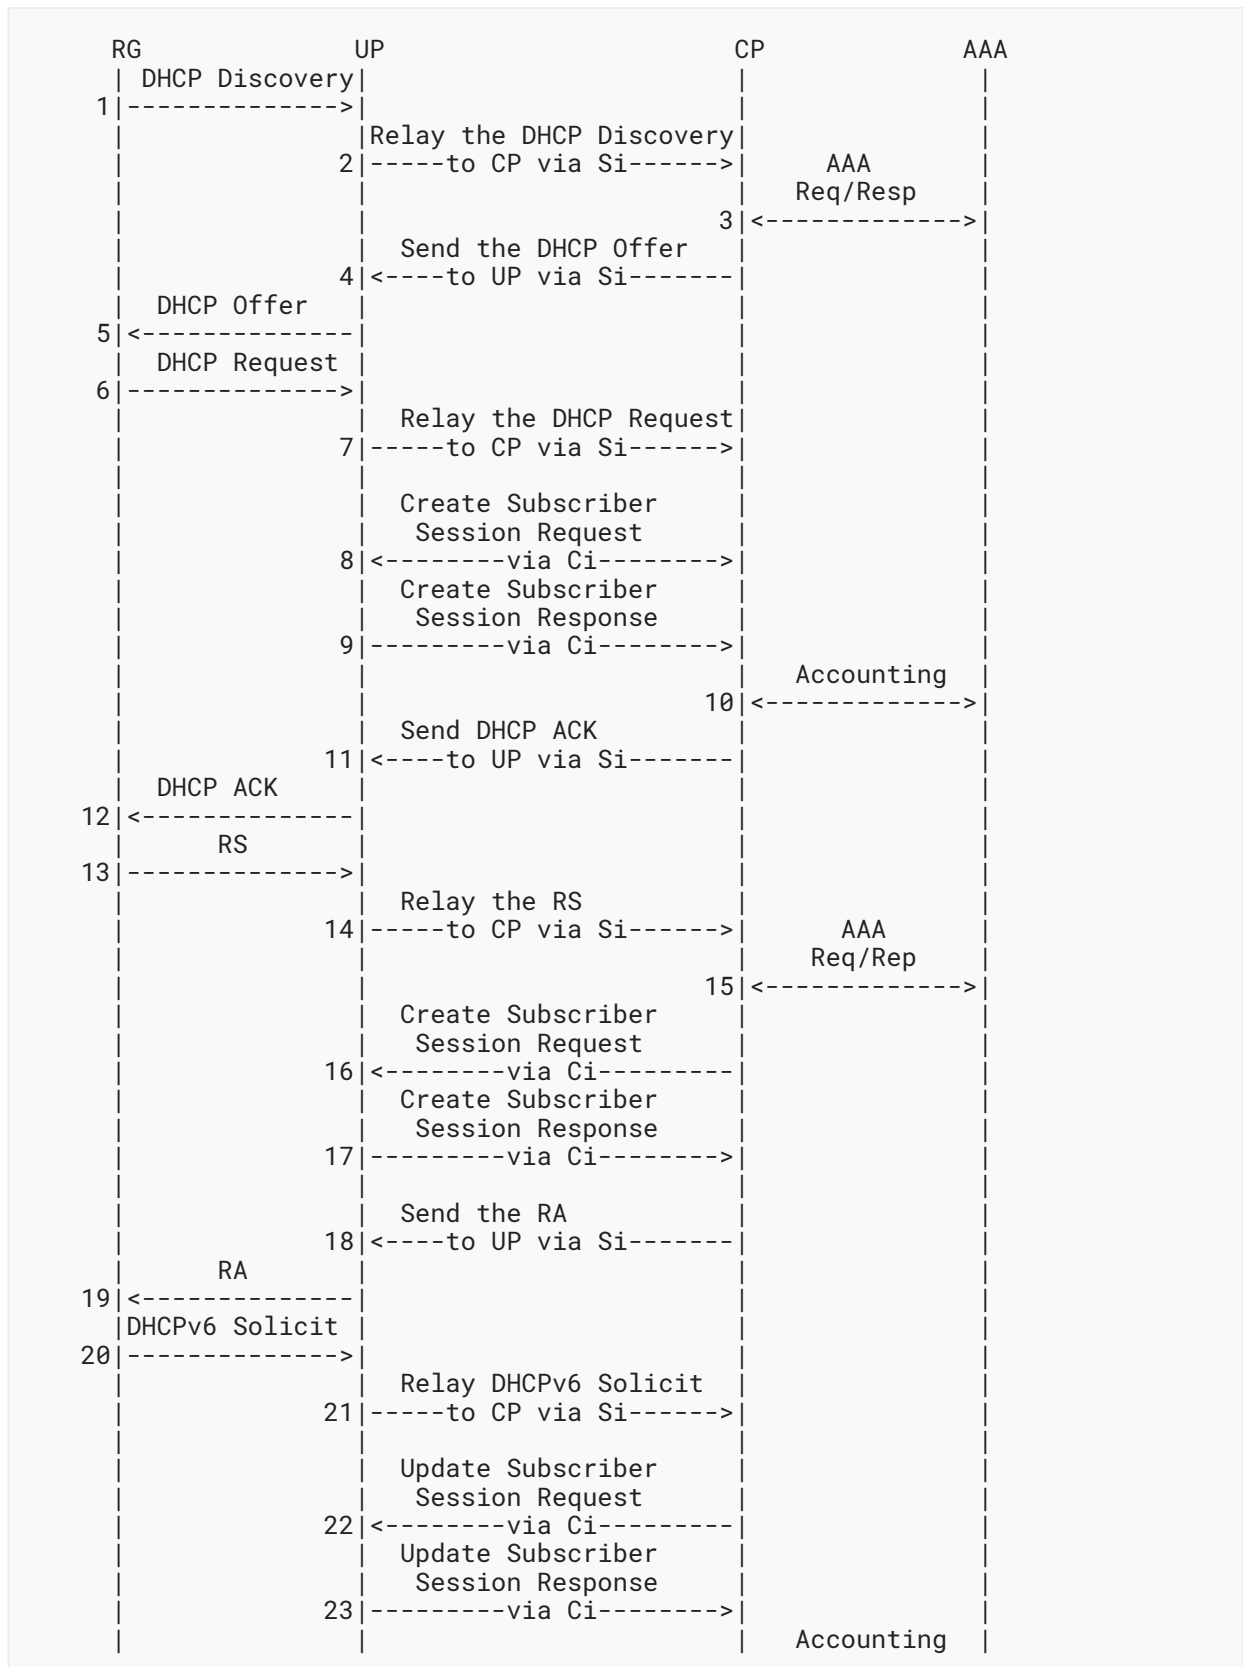 RG               UP                       CP             AAA
 | DHCP Discovery|                        |               |
1|-------------->|                        |               |
 |               |Relay the DHCP Discovery|               |
 |              2|-----to CP via Si------>|     AAA       |
 |               |                        |   Req/Resp    |
 |               |                       3|<------------->|
 |               |  Send the DHCP Offer   |               |
 |              4|<----to UP via Si-------|               |
 |  DHCP Offer   |                        |               |
5|<--------------|                        |               |
 |  DHCP Request |                        |               |
6|-------------->|                        |               |
 |               |  Relay the DHCP Request|               |
 |              7|-----to CP via Si------>|               |
 |               |                        |               |
 |               |  Create Subscriber     |               |
 |               |   Session Request      |               |
 |              8|<--------via Ci-------->|               |
 |               |  Create Subscriber     |               |
 |               |   Session Response     |               |
 |              9|---------via Ci-------->|               |
 |               |                        |   Accounting  |
 |               |                      10|<------------->|
 |               |  Send DHCP ACK         |               |
 |             11|<----to UP via Si-------|               |
 |  DHCP ACK     |                        |               |
12|<--------------|                        |               |
 |      RS       |                        |               |
13|-------------->|                        |               |
 |               |  Relay the RS          |               |
 |             14|-----to CP via Si------>|      AAA      |
 |               |                        |    Req/Rep    |
 |               |                      15|<------------->|
 |               |  Create Subscriber     |               |
 |               |   Session Request      |               |
 |             16|<--------via Ci---------|               |
 |               |  Create Subscriber     |               |
 |               |   Session Response     |               |
 |             17|---------via Ci-------->|               |
 |               |                        |               |
 |               |  Send the RA           |               |
 |             18|<----to UP via Si-------|               |
 |      RA       |                        |               |
19|<--------------|                        |               |
 |DHCPv6 Solicit |                        |               |
20|-------------->|                        |               |
 |               |  Relay DHCPv6 Solicit  |               |
 |             21|-----to CP via Si------>|               |
 |               |                        |               |
 |               |  Update Subscriber     |               |
 |               |   Session Request      |               |
 |             22|<--------via Ci---------|               |
 |               |  Update Subscriber     |               |
 |               |   Session Response     |               |
 |             23|---------via Ci-------->|               |
 |               |                        |   Accounting  |